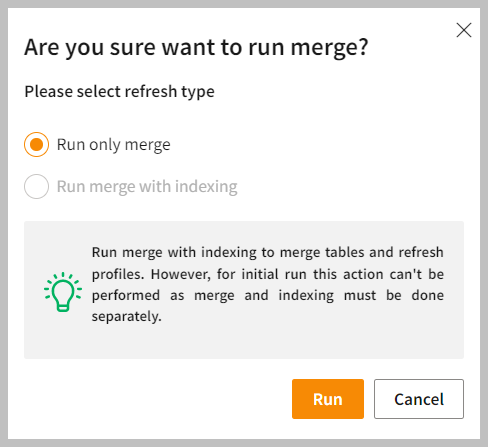 Are you sure want to run merge?
Please select refresh type
Run only merge
Run merge with indexing
Run merge with indexing to merge tables and refresh
profiles. However, for initial run this action can't be
performed as merge and indexing must be done
separately.
Run
Cancel